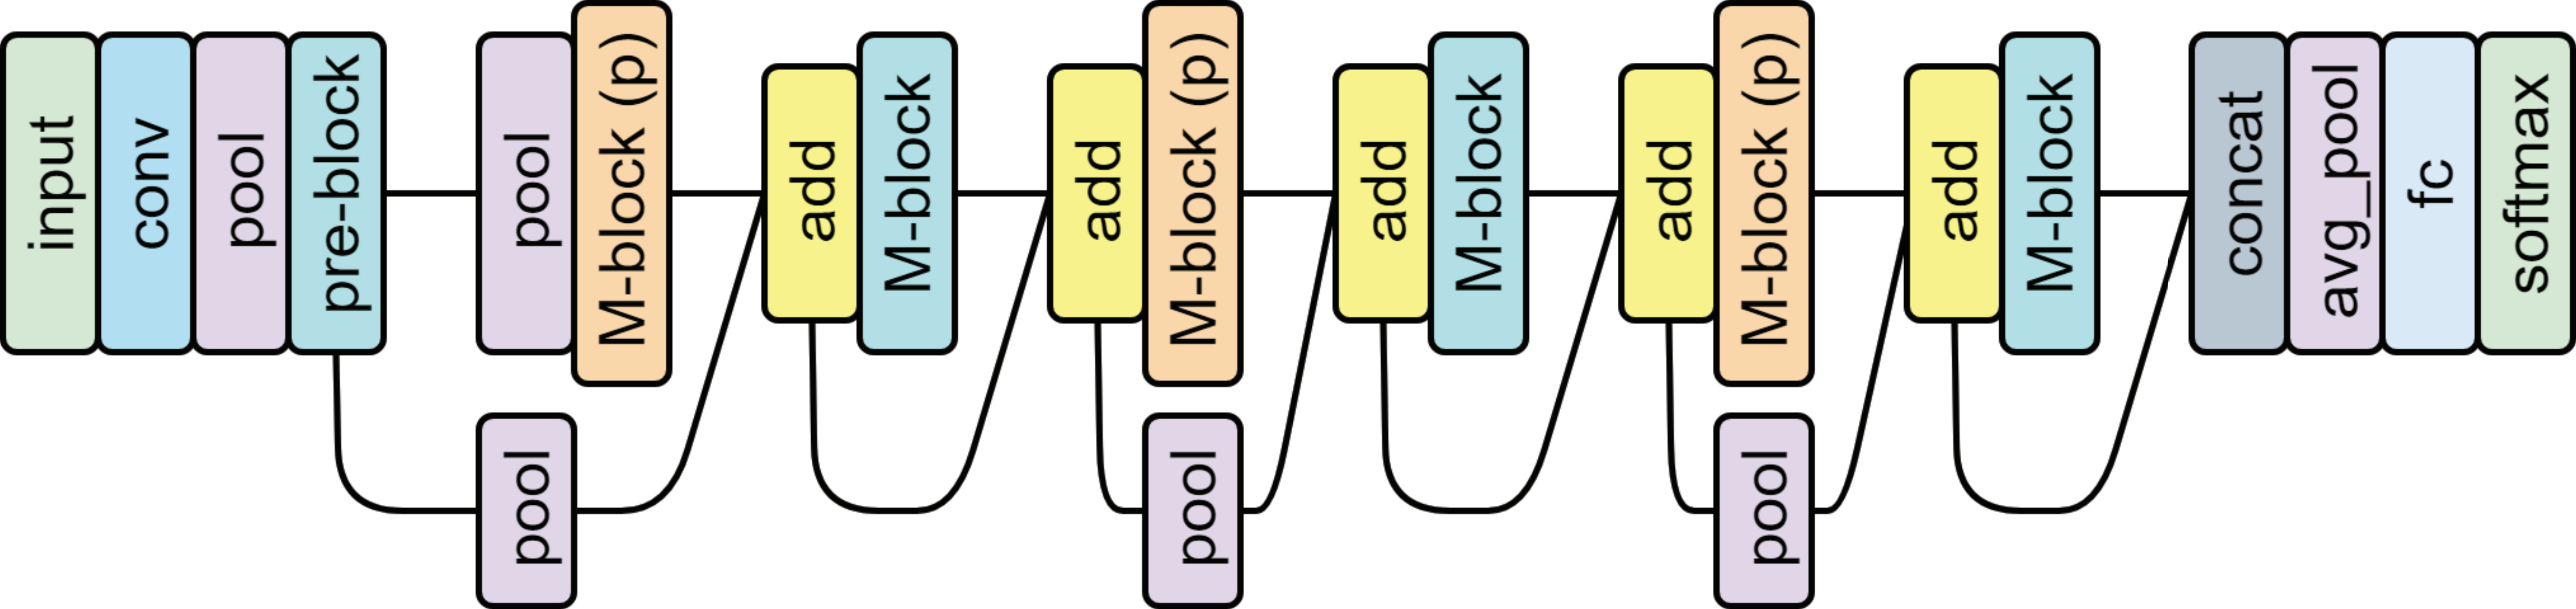 input
conv
pool
pre-block
pool
M-block (p)
add
M-block
add
M-block (p)
add
M-block
add
M-block (p)
add
M-block
concat
avg_pool
fc
softmax
pool
pool
pool